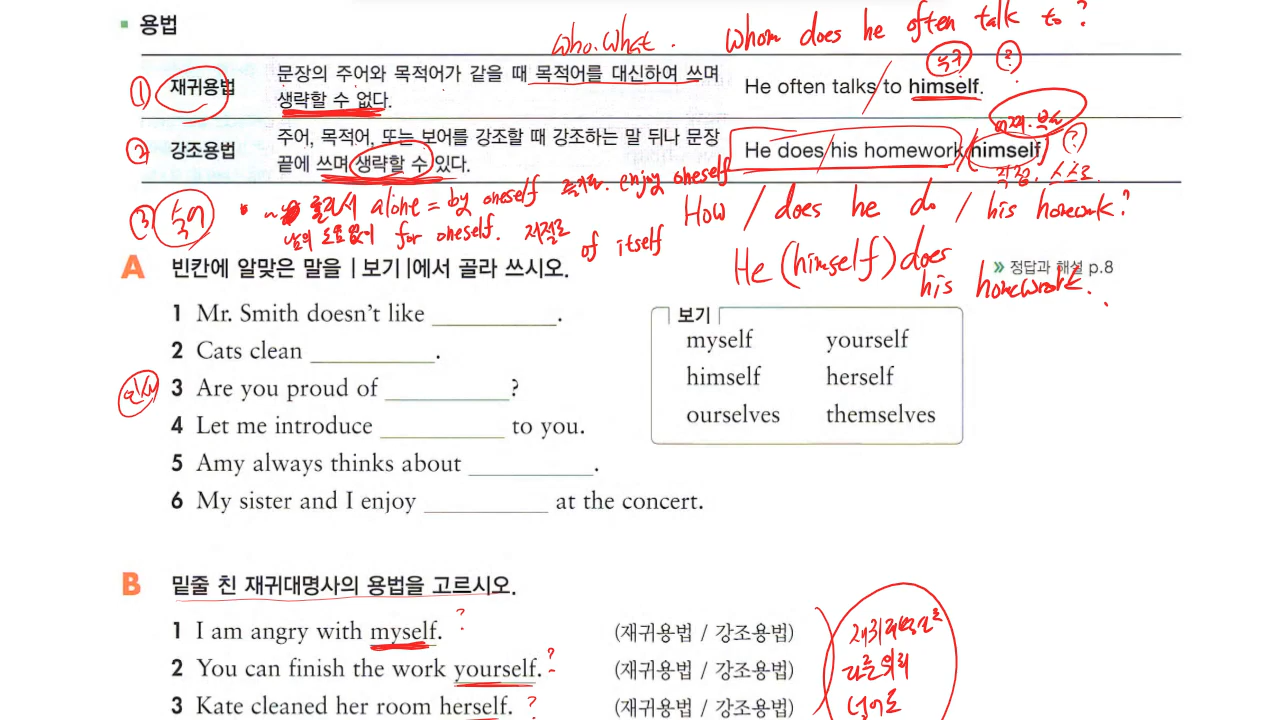 용법
who. what. whom does he often talk to?
목적 ?
① 재귀용법 문장의 주어와 목적어가 같을 때 목적어를 대신하여 쓰며 생략할 수 없다. He often talks / to himself.
② 강조용법 주어, 목적어, 또는 보어를 강조할 때 강조하는 말 뒤나 문장 끝에 쓰며 생략할 수 있다. He does / his homework / himself ?
직접. 스스로.
③ 숙어 혼자서 alone = by oneself 즐기다. enjoy oneself
How / does he do / his homework?
남의 도움없이 for oneself. 저절로 of itself
He (himself) does his homework.
A 빈칸에 알맞은 말을 |보기|에서 골라 쓰시오.
» 정답과 해설 p.8
1 Mr. Smith doesn't like ____________.
2 Cats clean ____________.
3 Are you proud of ____________?
4 Let me introduce ____________ to you.
5 Amy always thinks about ____________.
6 My sister and I enjoy ____________ at the concert.
보기
myself yourself
himself herself
ourselves themselves
B 밑줄 친 재귀대명사의 용법을 고르시오.
1 I am angry with myself. ? (재귀용법 / 강조용법)
2 You can finish the work yourself. ? (재귀용법 / 강조용법)
3 Kate cleaned her room herself. ? (재귀용법 / 강조용법)